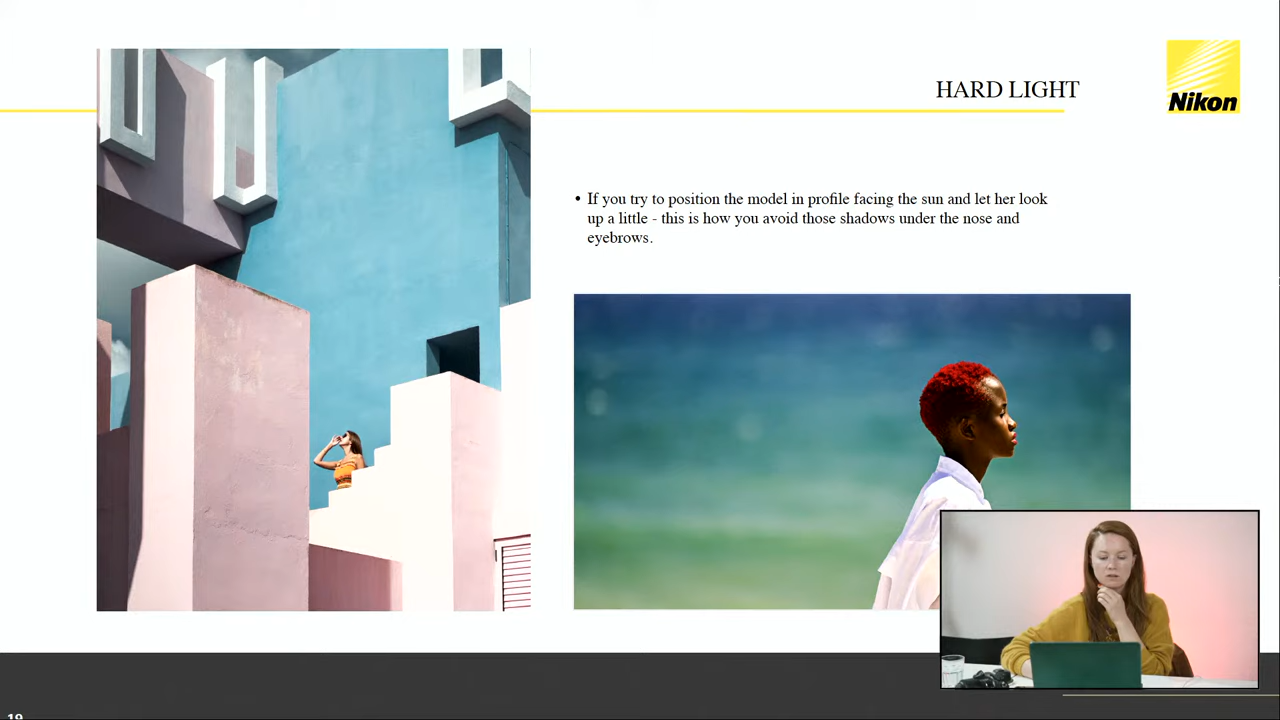 HARD LIGHT
Nikon
• If you try to position the model in profile facing the sun and let her look
up a little - this is how you avoid those shadows under the nose and
eyebrows.
19